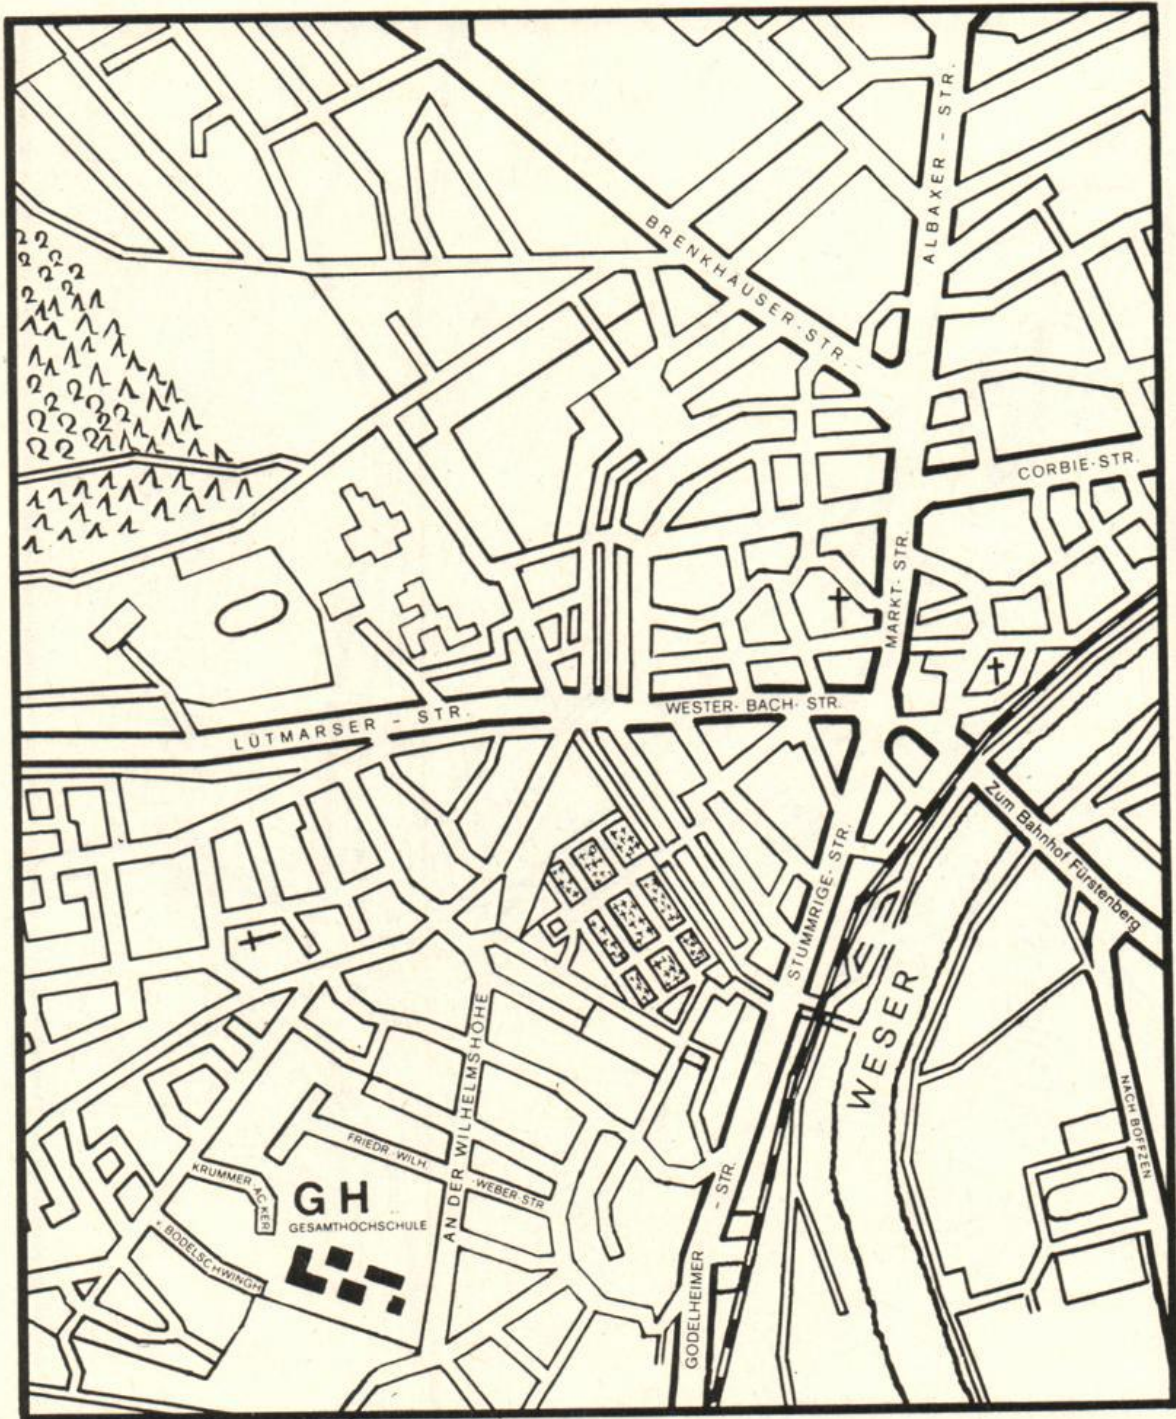 BRENKHÄUSER-STR.
ALBAXER - STR.
CORBIE-STR.
MARKT-STR.
WESTER-BACH-STR.
LÜTMARSER - STR.
Zum Bahnhof Fürstenberg
STUMMRIGE-STR.
WESER
AN DER WILHELMSHÖHE
NACH BOFFZEN
FRIEDR.-WILH.
-WEBER-STR
KRUMMER-ACKER
GH
GESAMTHOCHSCHULE
v. BODELSCHWINGH
GODELHEIMER
- STR.